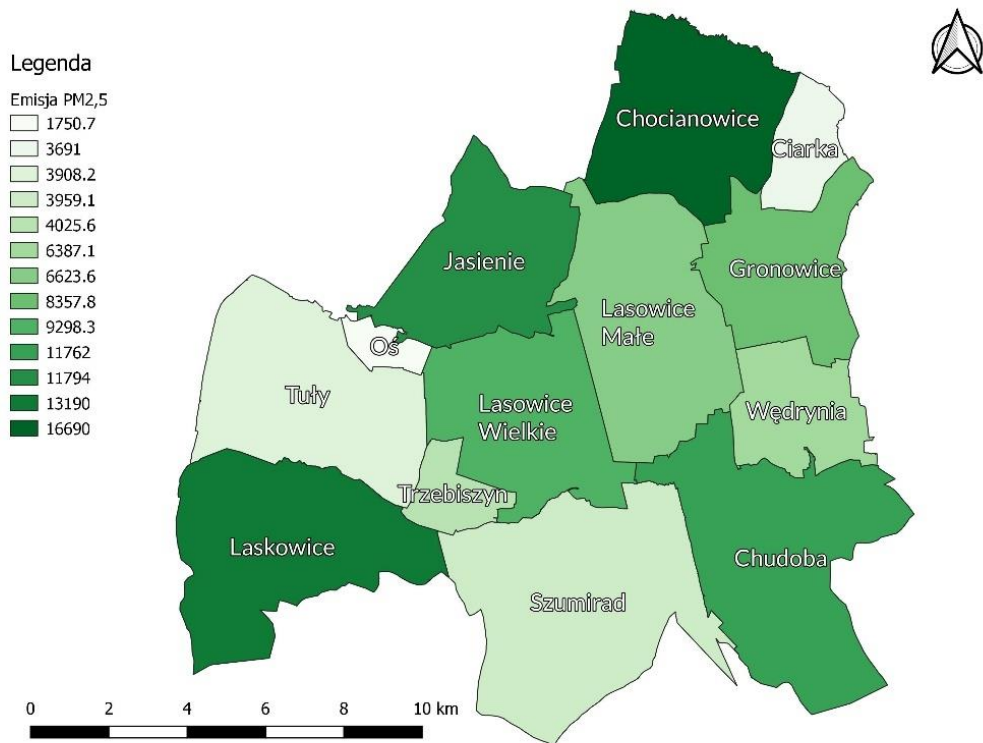 Legenda
Emisja PM2,5
1750.7
3691
3908.2
3959.1
4025.6
6387.1
6623.6
8357.8
9298.3
11762
11794
13190
16690
Chocianowice
Ciarka
Jasienie
Gronowice
Lasowice
Małe
Oś
Tuły
Lasowice
Wielkie
Wędrynia
Trzebiszyn
Laskowice
Chudoba
Szumirad
0 2 4 6 8 10 km